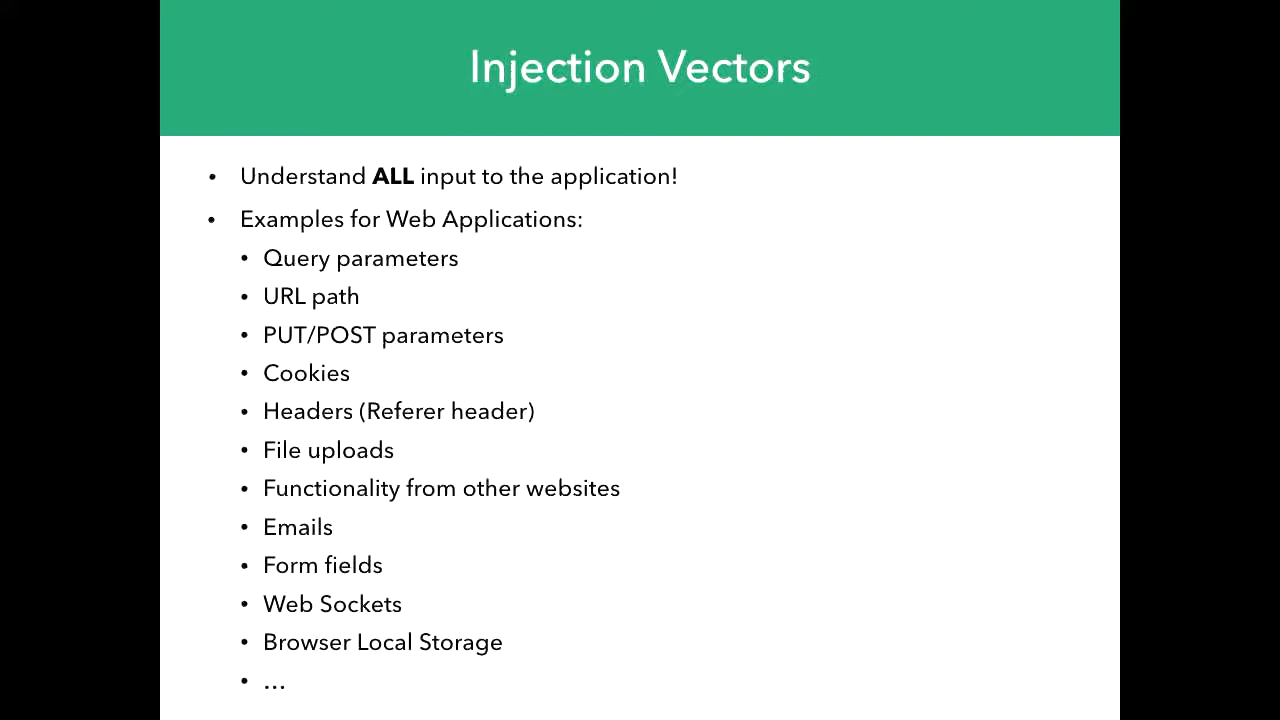 Injection Vectors
• Understand ALL input to the application!
• Examples for Web Applications:
• Query parameters
• URL path
• PUT/POST parameters
• Cookies
• Headers (Referer header)
• File uploads
• Functionality from other websites
• Emails
• Form fields
• Web Sockets
• Browser Local Storage
• …